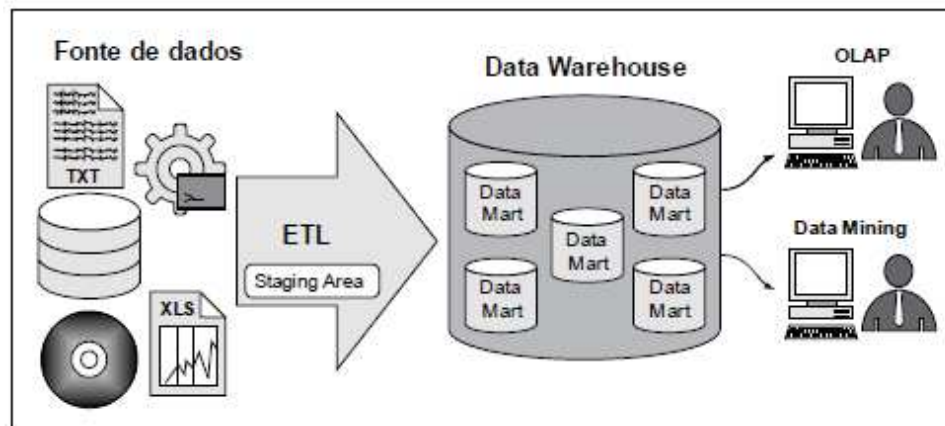 Fonte de dados
TXT
XLS
ETL
Staging Area
Data Warehouse
Data
Mart
Data
Mart
Data
Mart
Data
Mart
Data
Mart
OLAP
Data Mining